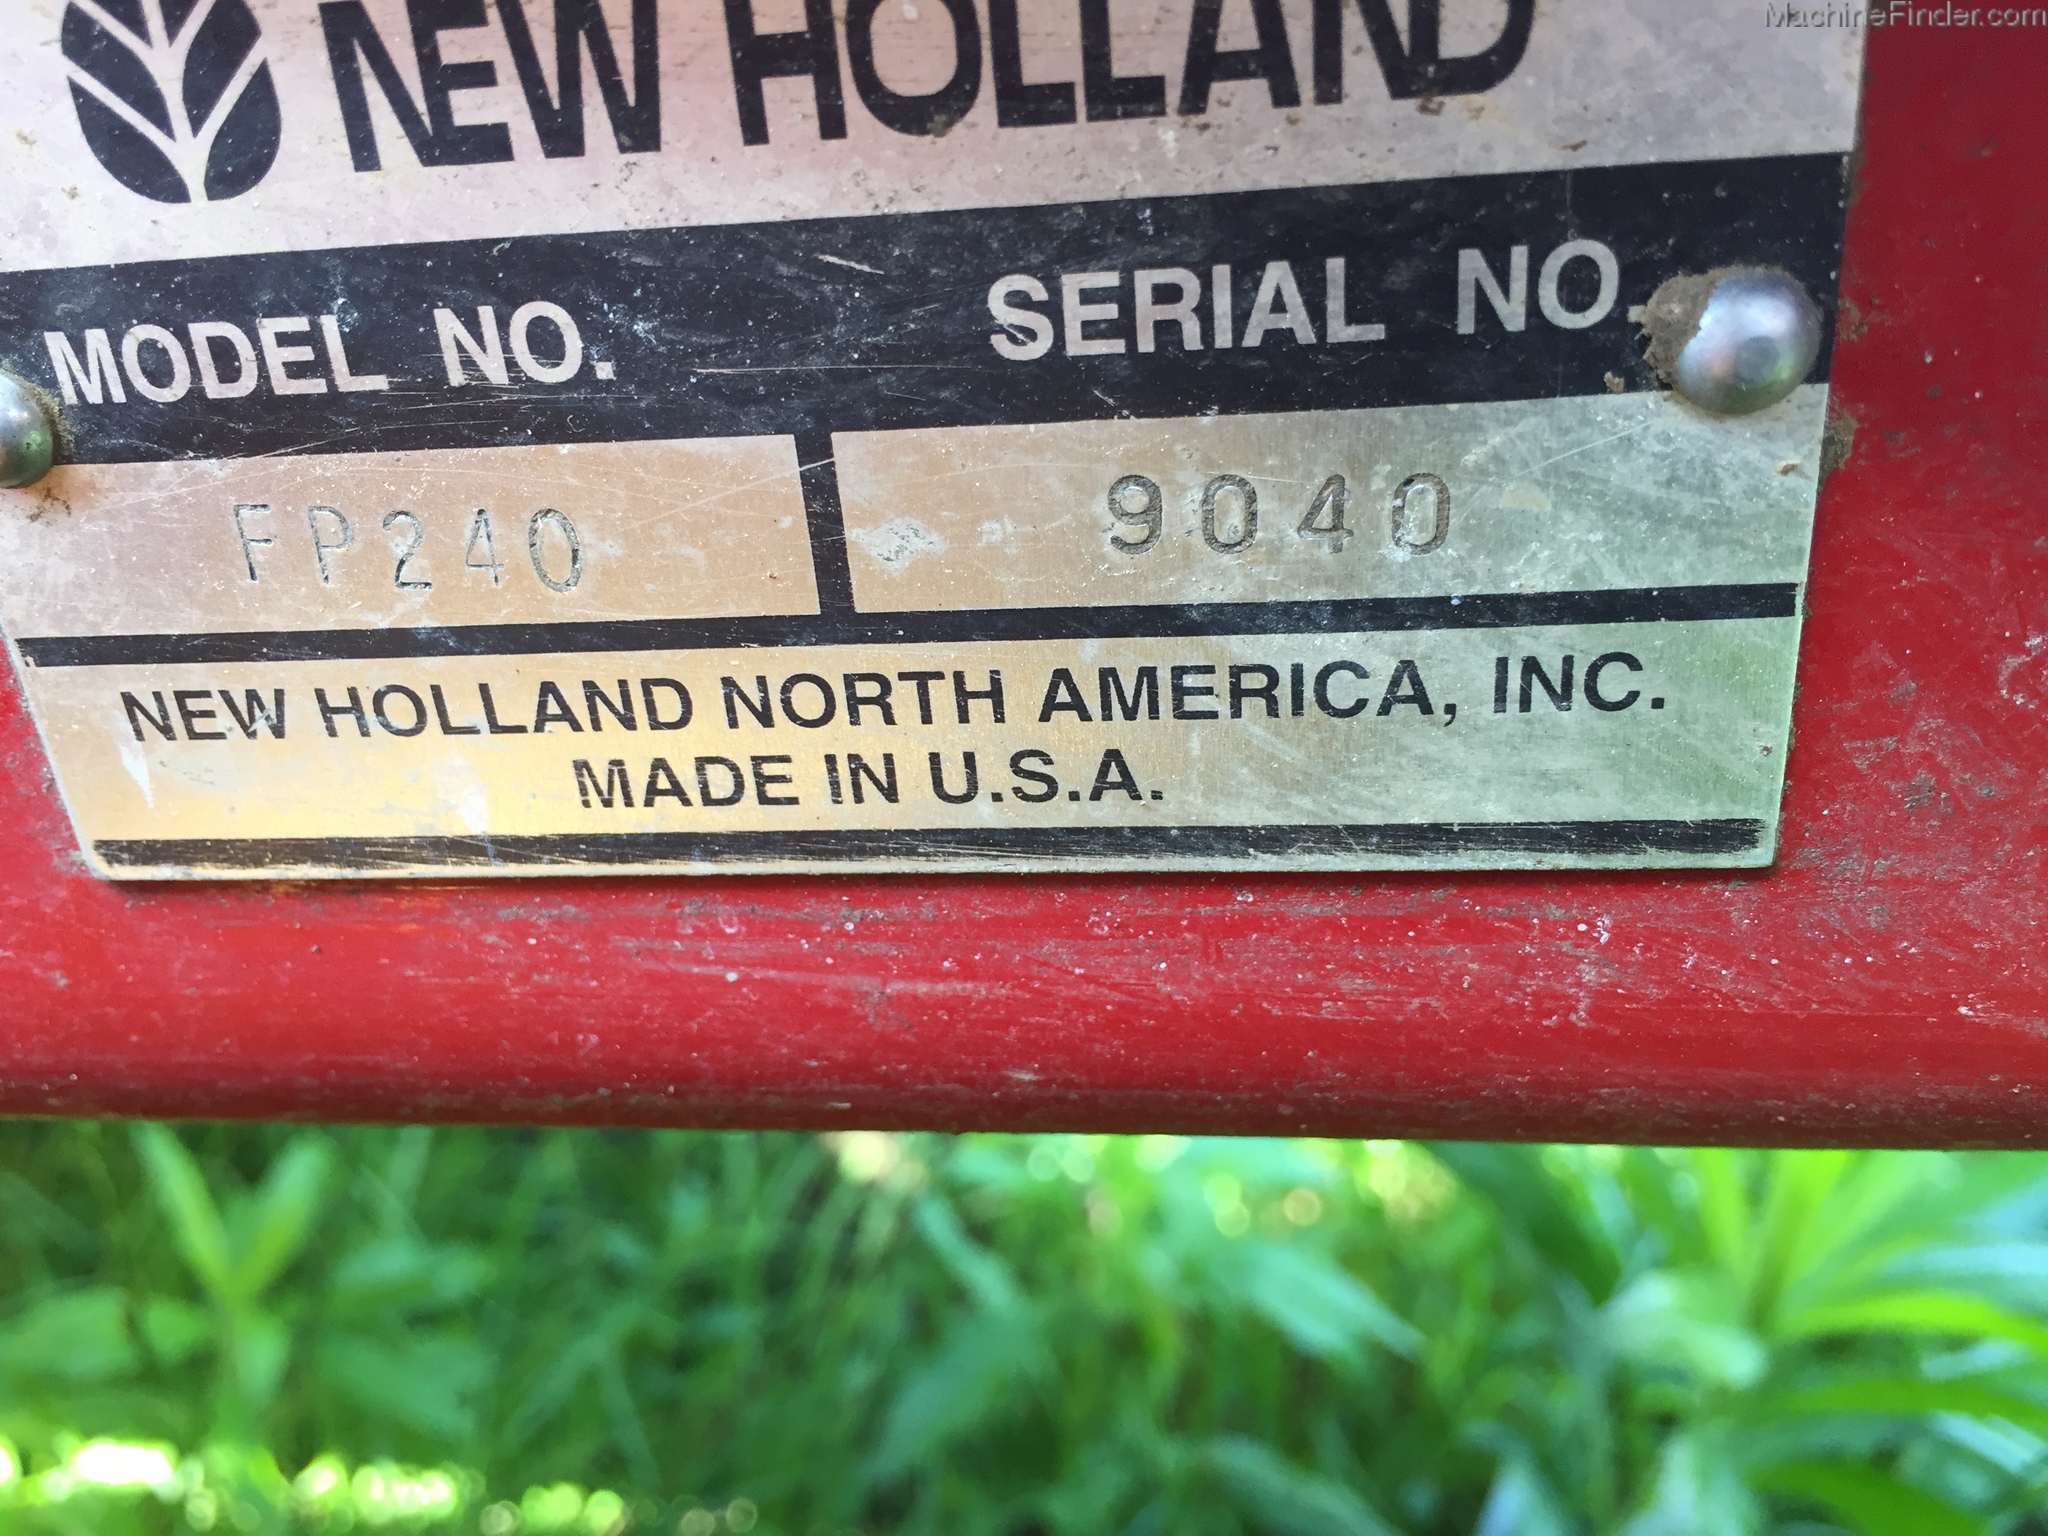 MachineFinder.com
NEW HOLLAND
MODEL NO. SERIAL NO.
FP240 9040
NEW HOLLAND NORTH AMERICA, INC.
MADE IN U.S.A.